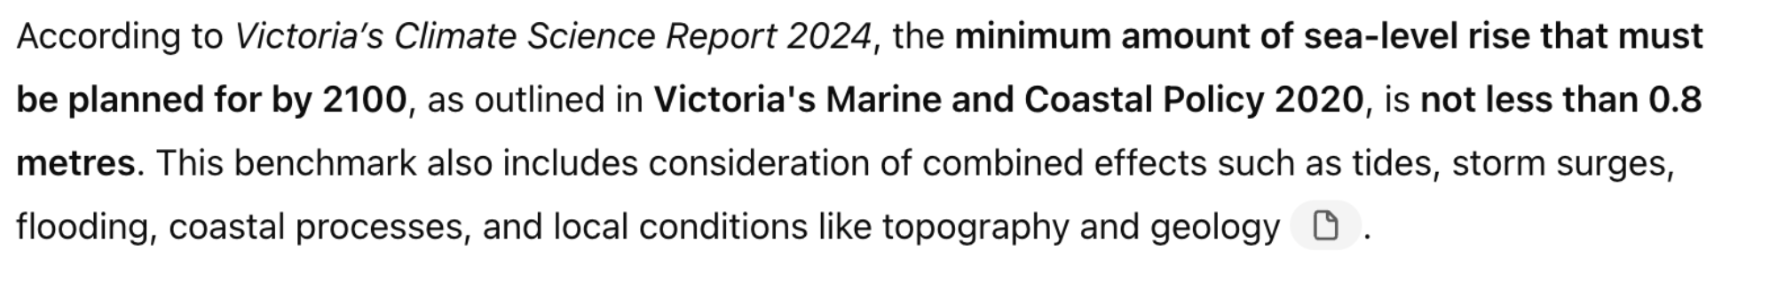 According to Victoria’s Climate Science Report 2024, the minimum amount of sea-level rise that must
be planned for by 2100, as outlined in Victoria's Marine and Coastal Policy 2020, is not less than 0.8
metres. This benchmark also includes consideration of combined effects such as tides, storm surges,
flooding, coastal processes, and local conditions like topography and geology .